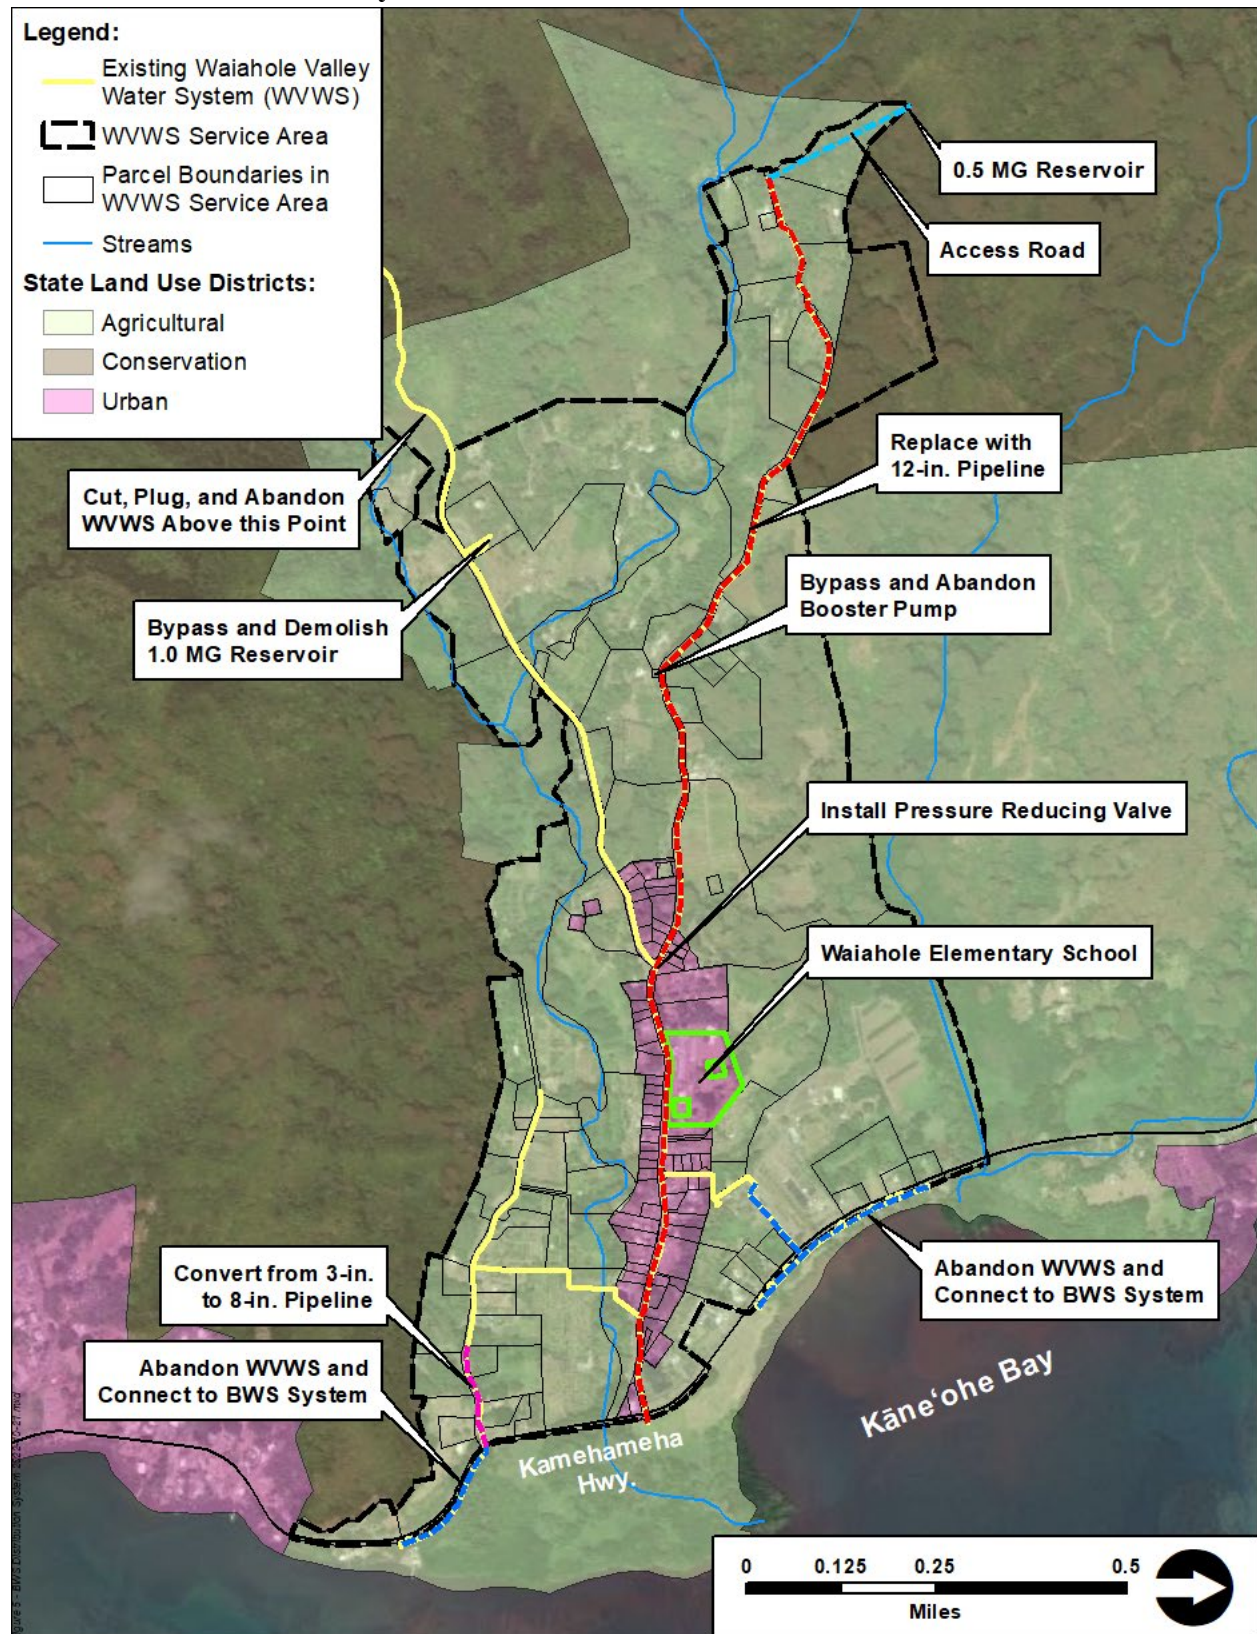 Legend:
Existing Waiahole Valley
Water System (WVWS)
WVWS Service Area
Parcel Boundaries in
WVWS Service Area
Streams
State Land Use Districts:
Agricultural
Conservation
Urban
0.5 MG Reservoir
Access Road
Replace with
12-in. Pipeline
Cut, Plug, and Abandon
WVWS Above this Point
Bypass and Abandon
Booster Pump
Bypass and Demolish
1.0 MG Reservoir
Install Pressure Reducing Valve
Waiahole Elementary School
Convert from 3-in.
to 8-in. Pipeline
Abandon WVWS and
Connect to BWS System
Abandon WVWS and
Connect to BWS System
Kāneʻohe Bay
Kamehameha
Hwy.
0 0.125 0.25 0.5
Miles